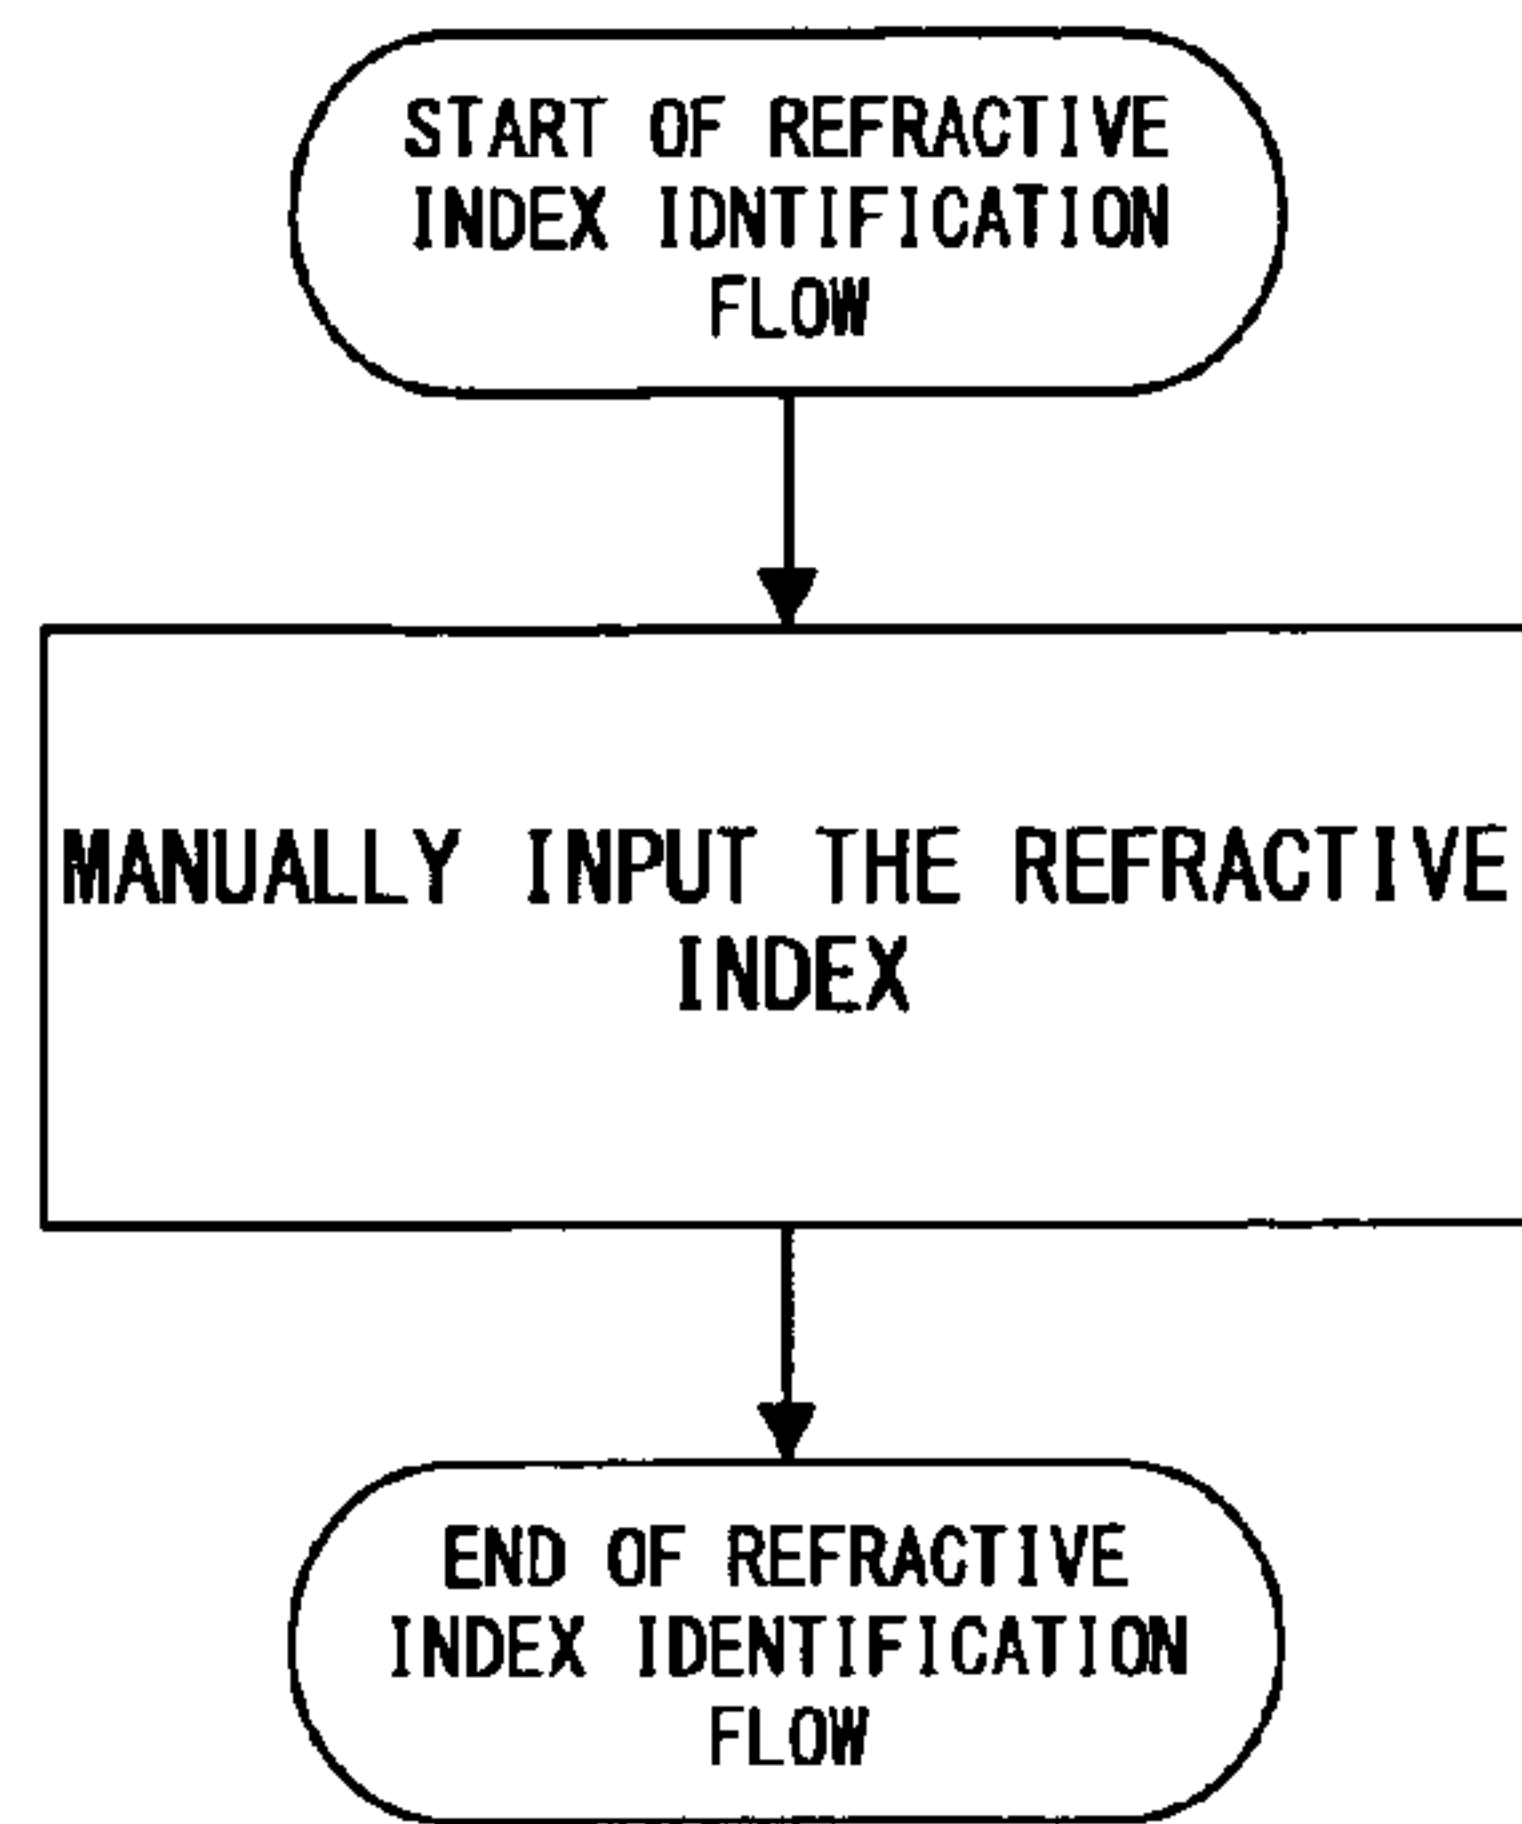 START OF REFRACTIVE
INDEX IDNTIFICATION
FLOW
MANUALLY INPUT THE REFRACTIVE
INDEX
END OF REFRACTIVE
INDEX IDENTIFICATION
FLOW